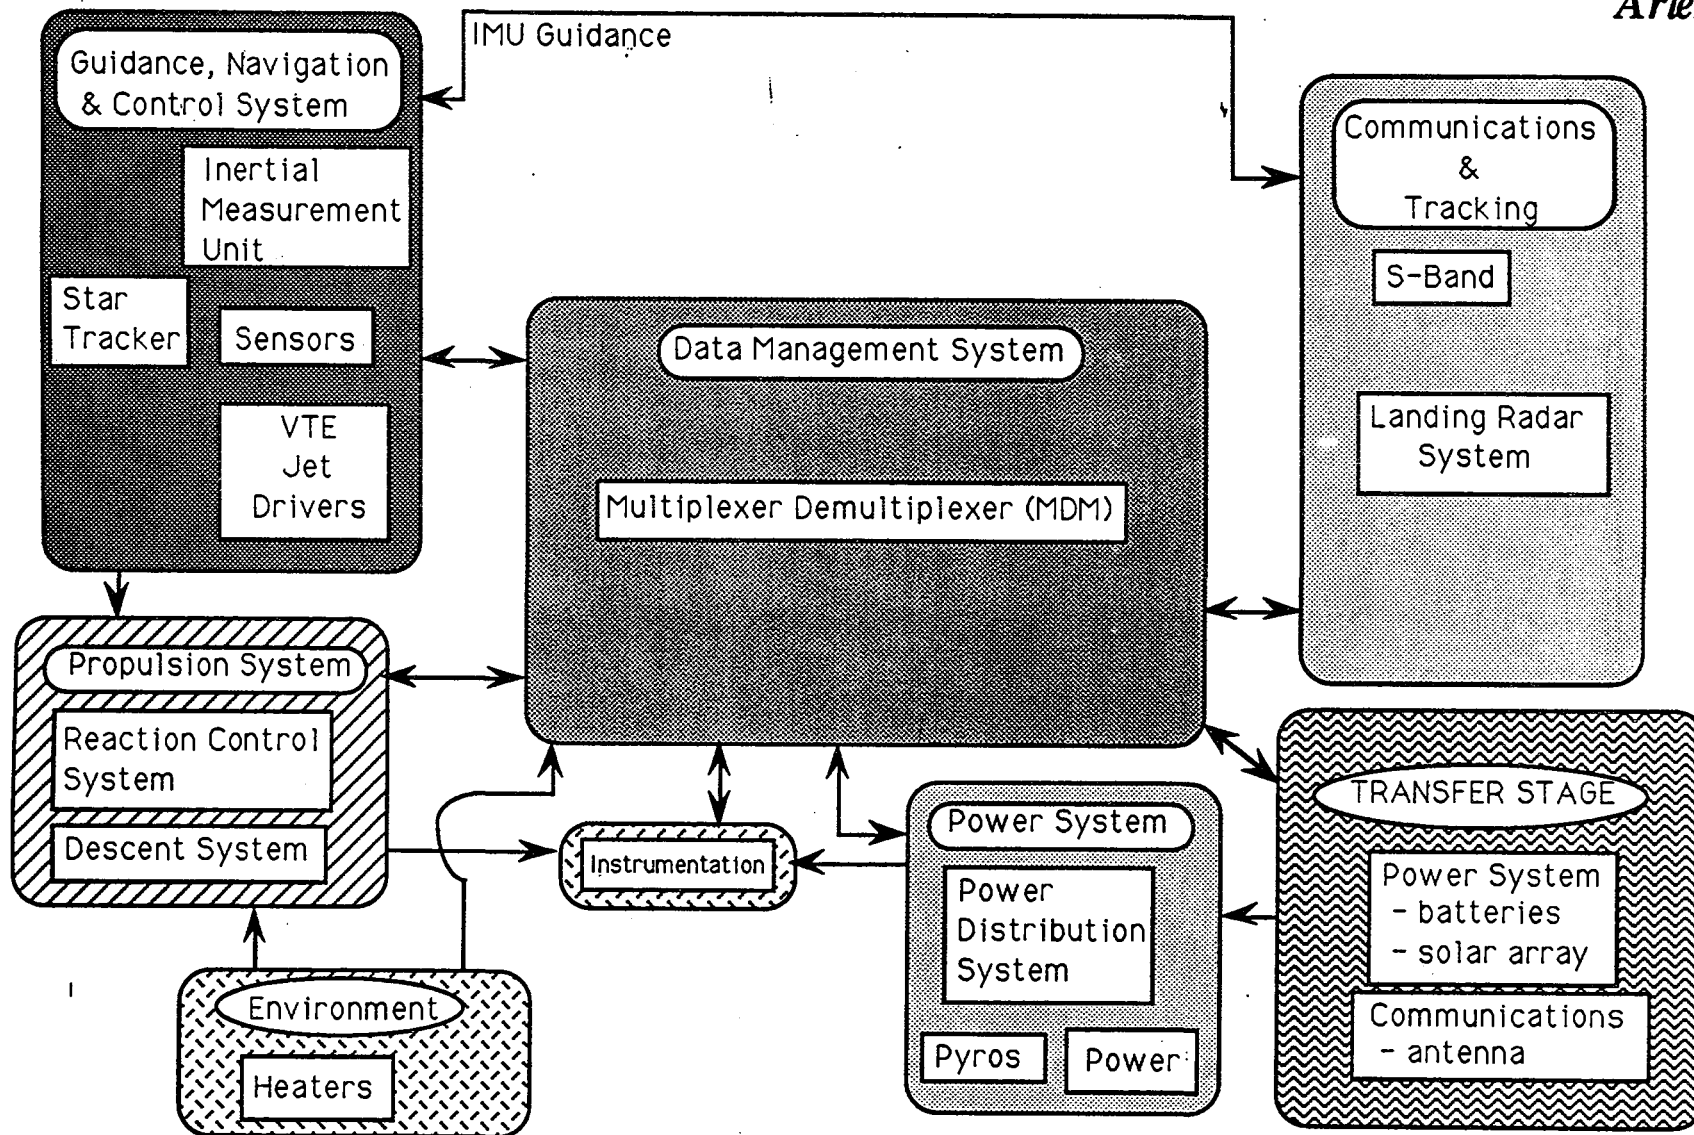 IMU Guidance
Guidance, Navigation
& Control System
Inertial
Measurement
Unit
Star
Tracker
Sensors
VTE
Jet
Drivers
Data Management System
Multiplexer Demultiplexer (MDM)
Communications
&
Tracking
S-Band
Landing Radar
System
Propulsion System
Reaction Control
System
Descent System
Instrumentation
Environment
Heaters
Power System
Power
Distribution
System
Pyros
Power
TRANSFER STAGE
Power System
- batteries
- solar array
Communications
- antenna